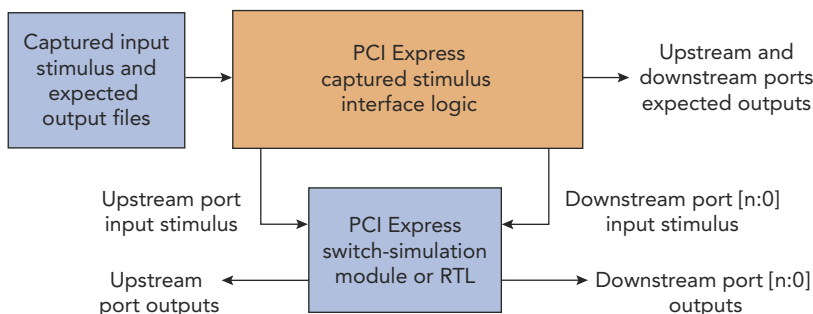 Captured input
stimulus and
expected
output files
PCI Express
captured stimulus
interface logic
Upstream and
downstream ports
expected outputs
Upstream port
input stimulus
PCI Express
switch-simulation
module or RTL
Downstream port [n:0]
input stimulus
Upstream
port outputs
Downstream port [n:0]
outputs